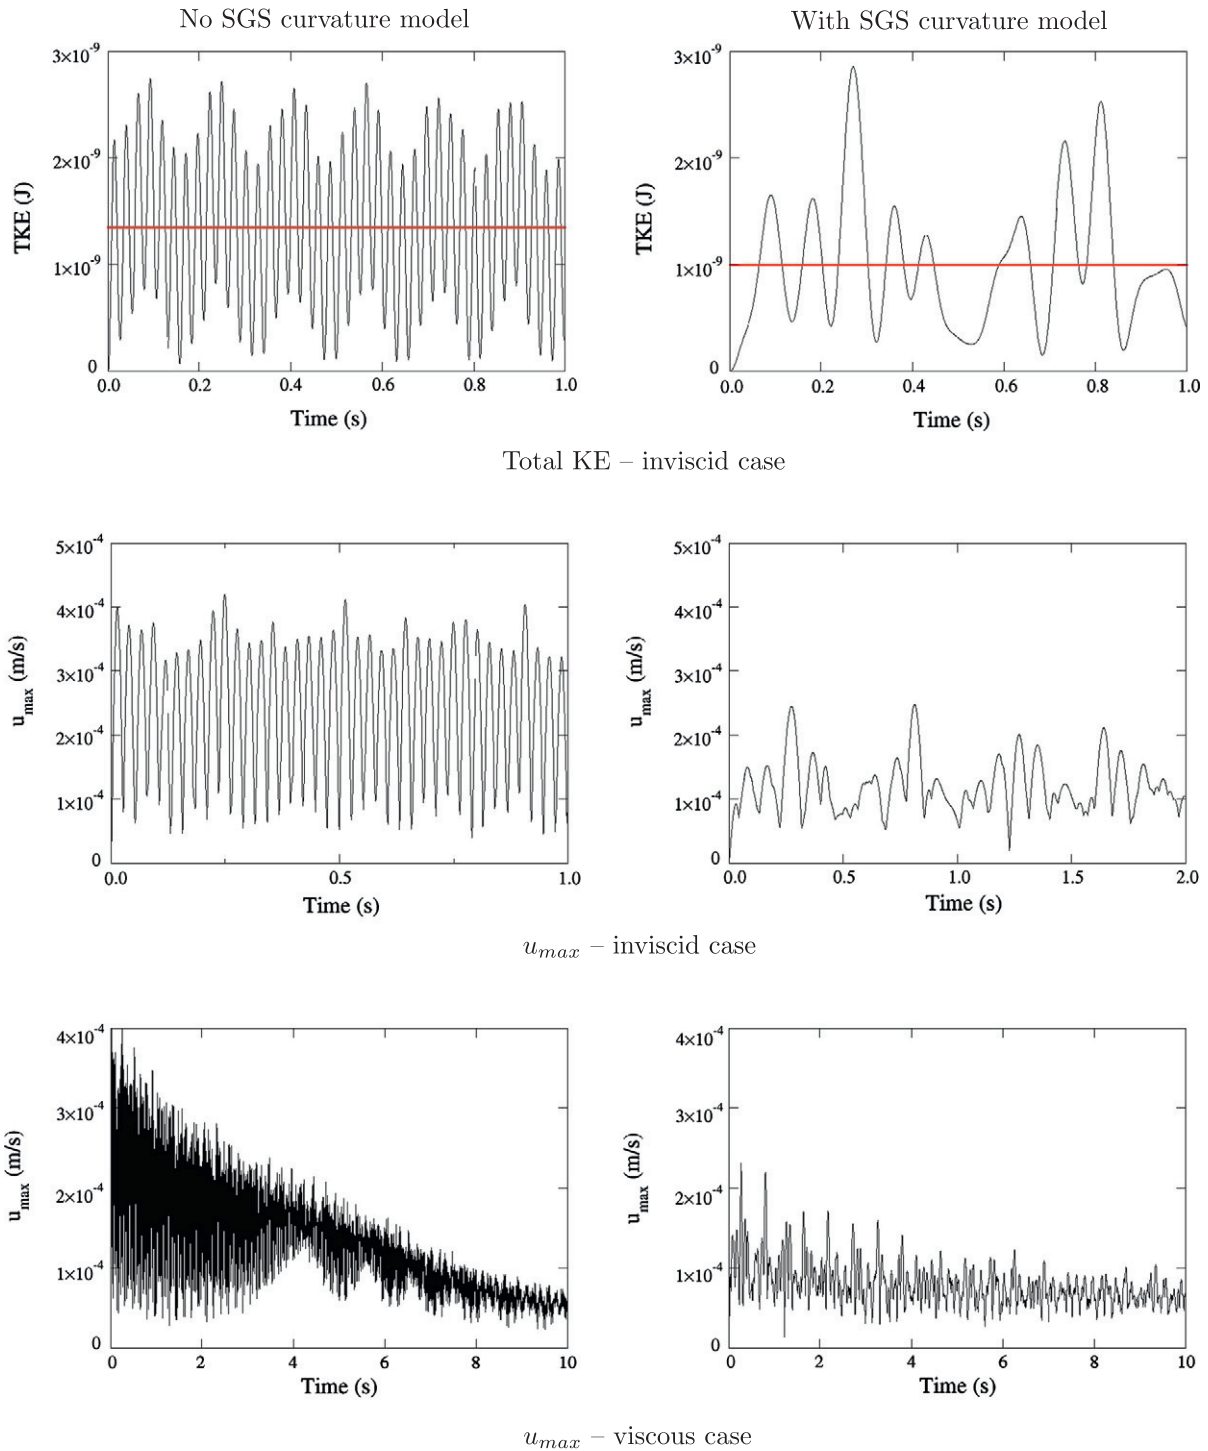 No SGS curvature model
With SGS curvature model
3×10⁻⁹
2×10⁻⁹
1×10⁻⁹
0
TKE (J)
0.0 0.2 0.4 0.6 0.8 1.0
Time (s)
3×10⁻⁹
2×10⁻⁹
1×10⁻⁹
0
TKE (J)
0.0 0.2 0.4 0.6 0.8 1.0
Time (s)
Total KE – inviscid case
5×10⁻⁴
4×10⁻⁴
3×10⁻⁴
2×10⁻⁴
1×10⁻⁴
0
u_max (m/s)
0.0 0.5 1.0
Time (s)
5×10⁻⁴
4×10⁻⁴
3×10⁻⁴
2×10⁻⁴
1×10⁻⁴
0
u_max (m/s)
0.0 0.5 1.0 1.5 2.0
Time (s)
u_max – inviscid case
4×10⁻⁴
3×10⁻⁴
2×10⁻⁴
1×10⁻⁴
0
u_max (m/s)
0 2 4 6 8 10
Time (s)
4×10⁻⁴
3×10⁻⁴
2×10⁻⁴
1×10⁻⁴
0
u_max (m/s)
0 2 4 6 8 10
Time (s)
u_max – viscous case